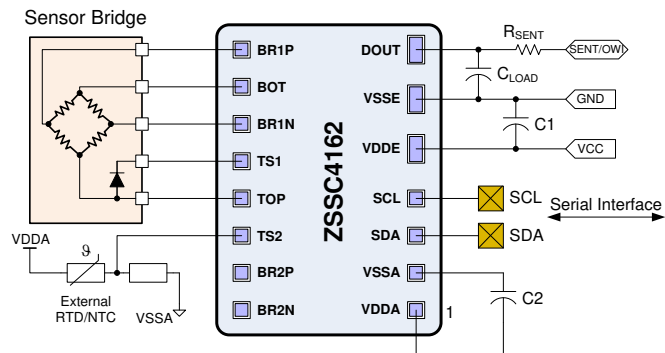 Sensor Bridge
BR1P
BOT
BR1N
TS1
TOP
TS2
BR2P
BR2N
ZSSC4162
DOUT
VSSE
VDDE
SCL
SDA
VSSA
VDDA
1
RSENT
SENT/OWI
CLOAD
GND
C1
VCC
SCL
SDA
Serial Interface
C2
VDDA
ϑ
External
RTD/NTC
VSSA